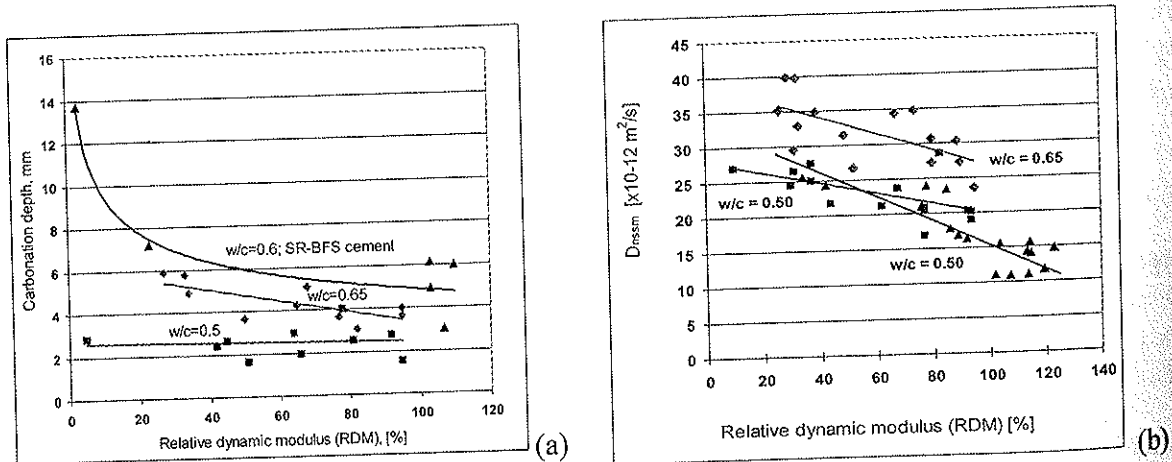 16
14
12
10
8
6
4
2
0
Carbonation depth, mm
w/c=0.6; SR-BFS cement
w/c=0.65
w/c=0.5
0 20 40 60 80 100 120
Relative dynamic modulus (RDM), [%]
(a)
45
40
35
30
25
20
15
10
5
0
Dnssm [x10-12 m²/s]
w/c = 0.65
w/c = 0.50
w/c = 0.50
0 20 40 60 80 100 120 140
Relative dynamic modulus (RDM) [%]
(b)